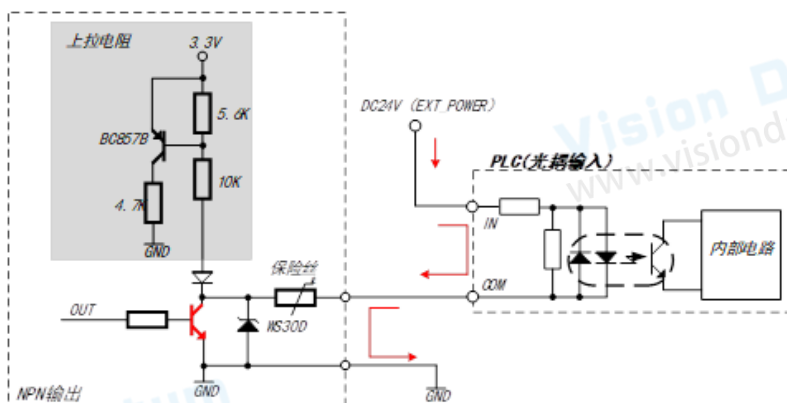 上拉电阻
3.3V
5.6K
BC857B
10K
4.7K
GND
DC24V (EXT_POWER)
PLC(光耦输入)
IN
内部电路
保险丝
COM
OUT
WS30D
GND
GND
NPN输出
Vision D
www.visiond